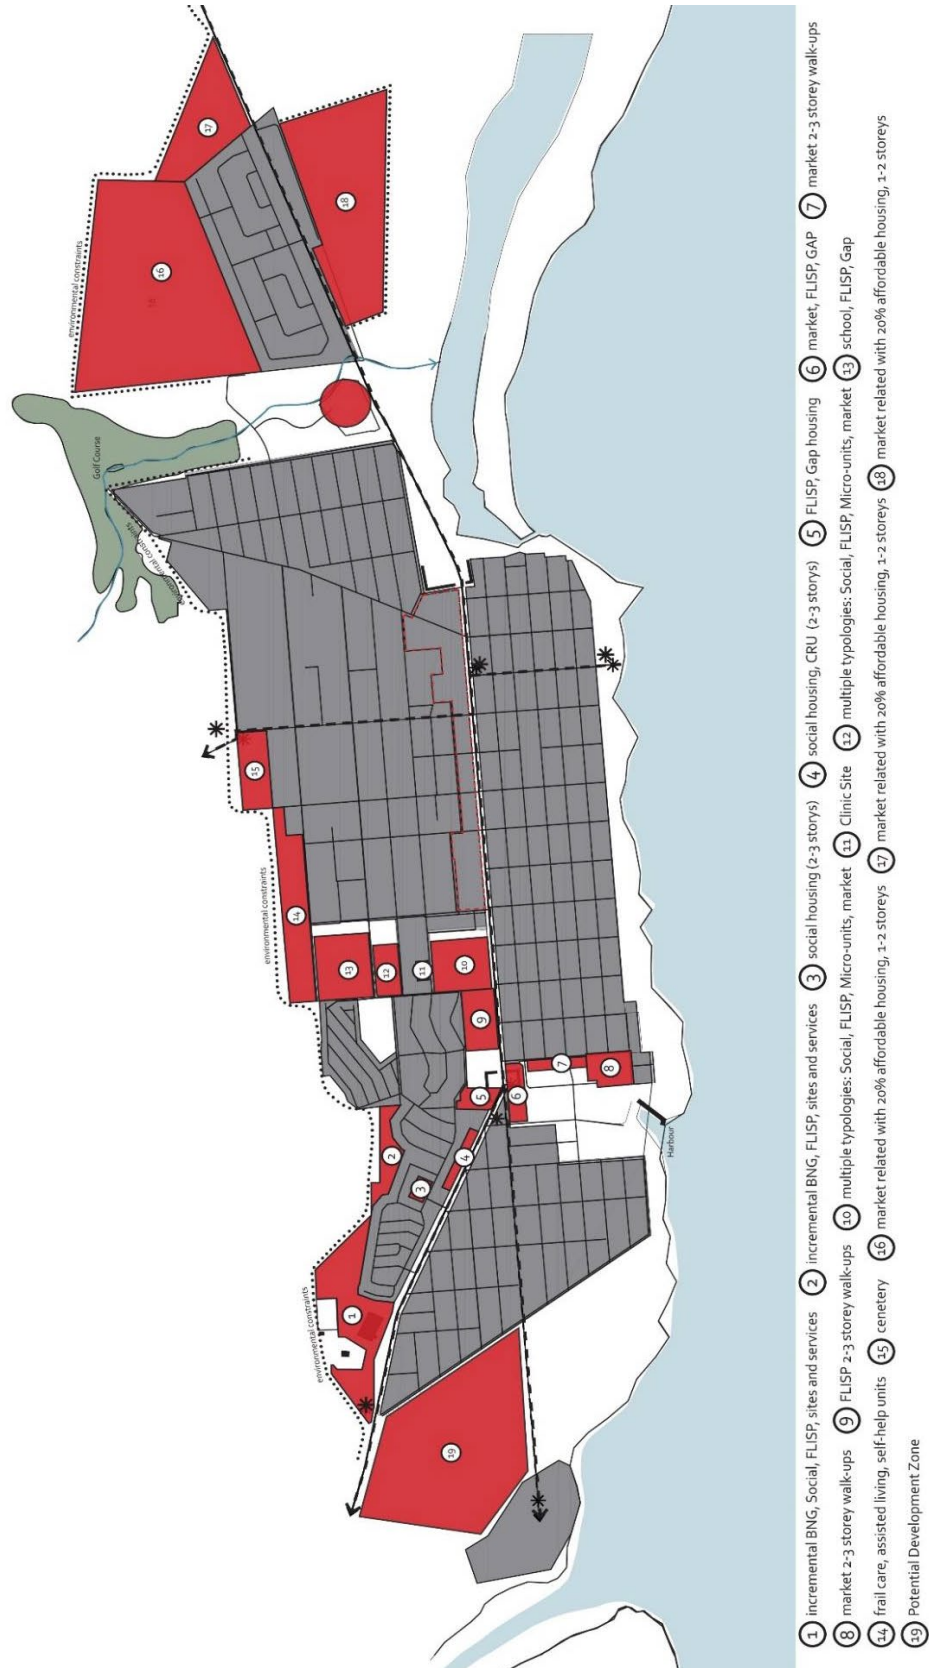 environmental constraints
Golf Course
environmental constraints
environmental constraints
environmental constraints
Harbour
1
2
3
4
5
6
7
8
9
10
11
12
13
14
15
16
17
18
19
1 incremental BNG, Social, FLISP, sites and services 2 incremental BNG, FLISP, sites and services 3 social housing (2-3 storys) 4 social housing, CRU (2-3 storys) 5 FLISP, Gap housing 6 market, FLISP, GAP 7 market 2-3 storey walk-ups
8 market 2-3 storey walk-ups 9 FLISP 2-3 storey walk-ups 10 multiple typologies: Social, FLISP, Micro-units, market 11 Clinic Site 12 multiple typologies: Social, FLISP, Micro-units, market 13 school, FLISP, Gap
14 frail care, assisted living, self-help units 15 cenetery 16 market related with 20% affordable housing, 1-2 storeys 17 market related with 20% affordable housing, 1-2 storeys 18 market related with 20% affordable housing, 1-2 storeys
19 Potential Development Zone